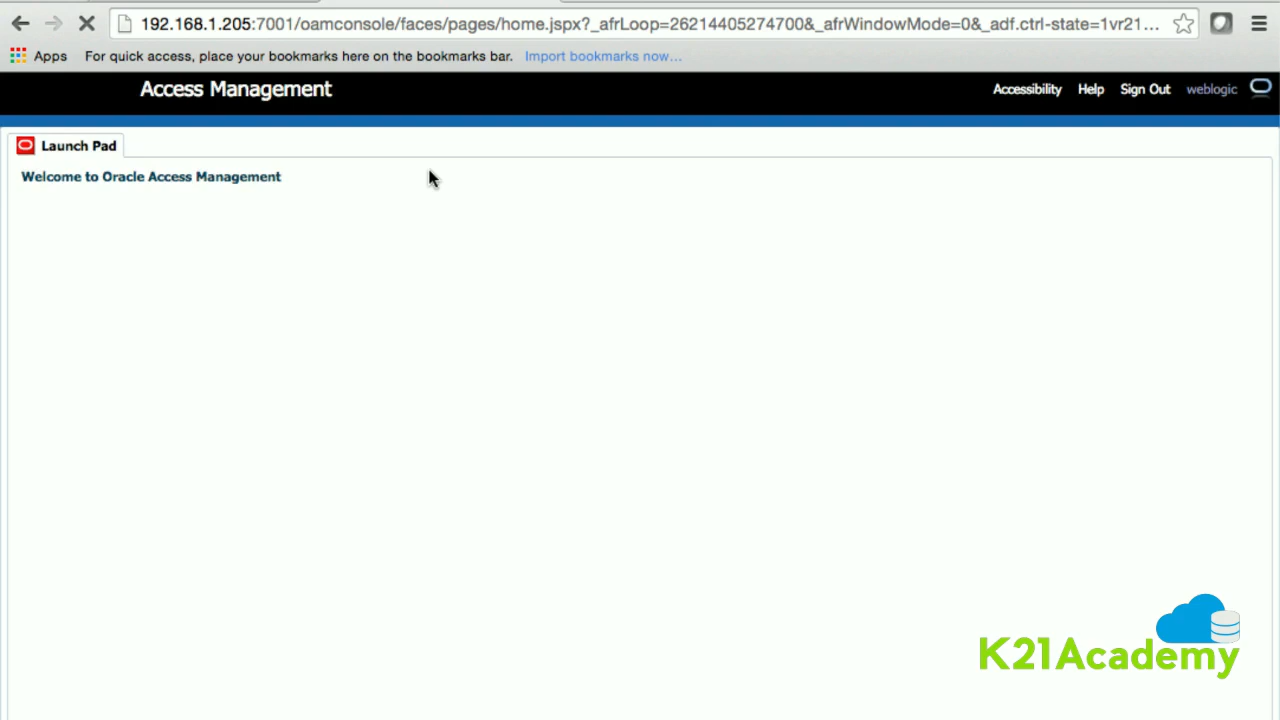 192.168.1.205:7001/oamconsole/faces/pages/home.jspx?_afrLoop=26214405274700&_afrWindowMode=0&_adf.ctrl-state=1vr21...
Apps For quick access, place your bookmarks here on the bookmarks bar. Import bookmarks now...
Access Management Accessibility Help Sign Out weblogic
Launch Pad
Welcome to Oracle Access Management
K21Academy